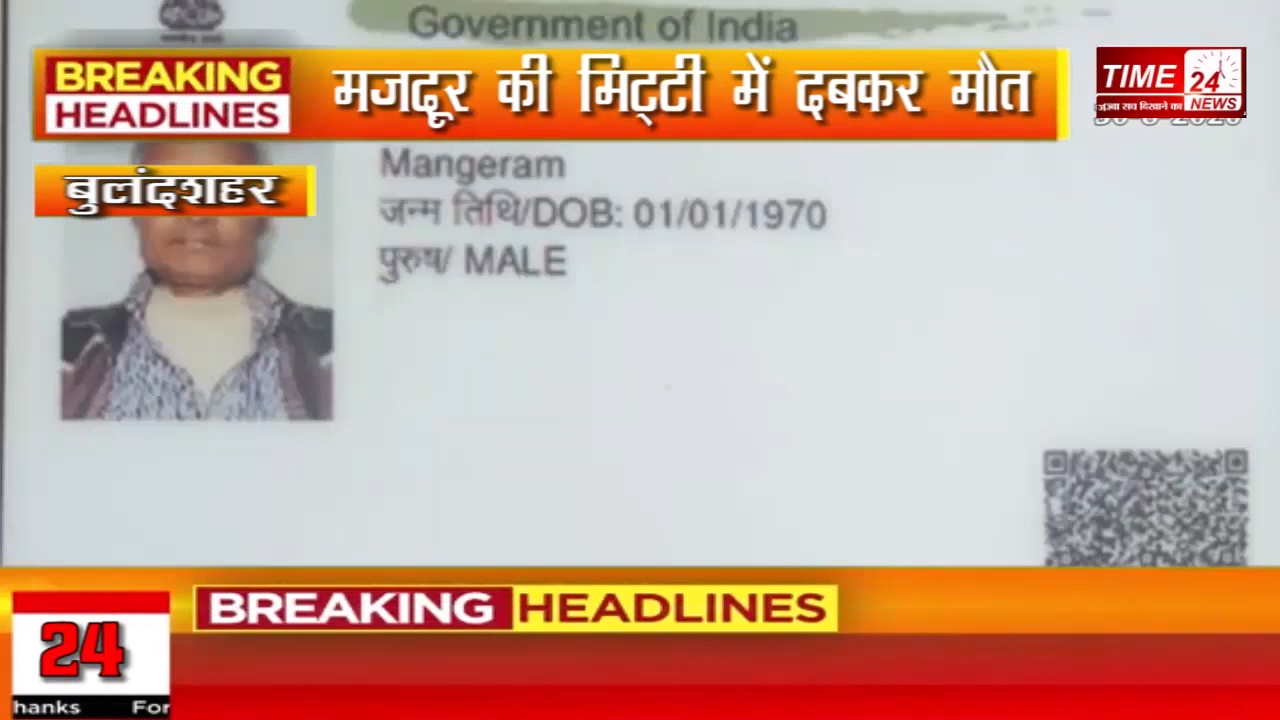 Government of India
BREAKING
HEADLINES
मजदूर की मिट्टी में दबकर मौत
TIME 24
NEWS
बुलंदशहर
Mangeram
जन्म तिथि/DOB: 01/01/1970
पुरुष/ MALE
BREAKING HEADLINES
24
hanks For